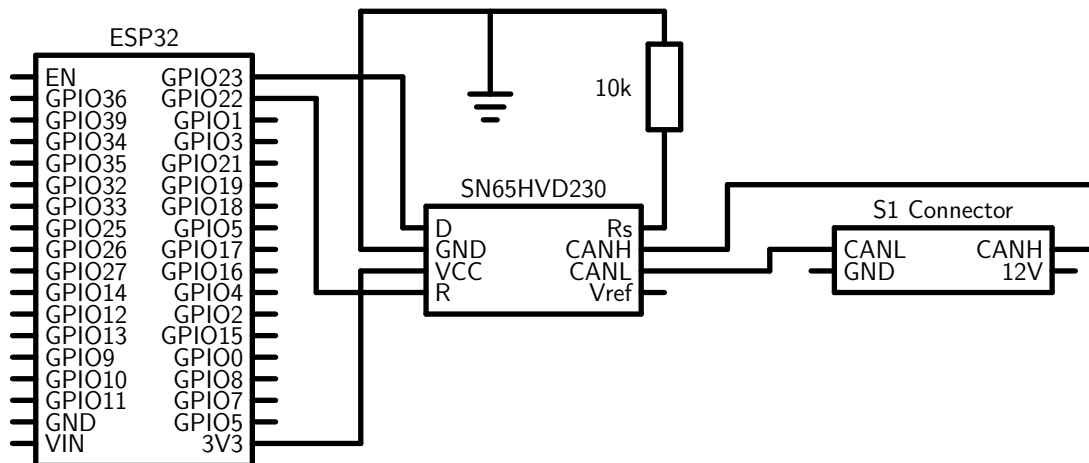 ESP32
EN GPIO23
GPIO36 GPIO22
GPIO39 GPIO1
GPIO34 GPIO3
GPIO35 GPIO21
GPIO32 GPIO19
GPIO33 GPIO18
GPIO25 GPIO5
GPIO26 GPIO17
GPIO27 GPIO16
GPIO14 GPIO4
GPIO12 GPIO2
GPIO13 GPIO15
GPIO9 GPIO0
GPIO10 GPIO8
GPIO11 GPIO7
GND GPIO5
VIN 3V3
10k
SN65HVD230
D Rs
GND CANH
VCC CANL
R Vref
S1 Connector
CANL CANH
GND 12V